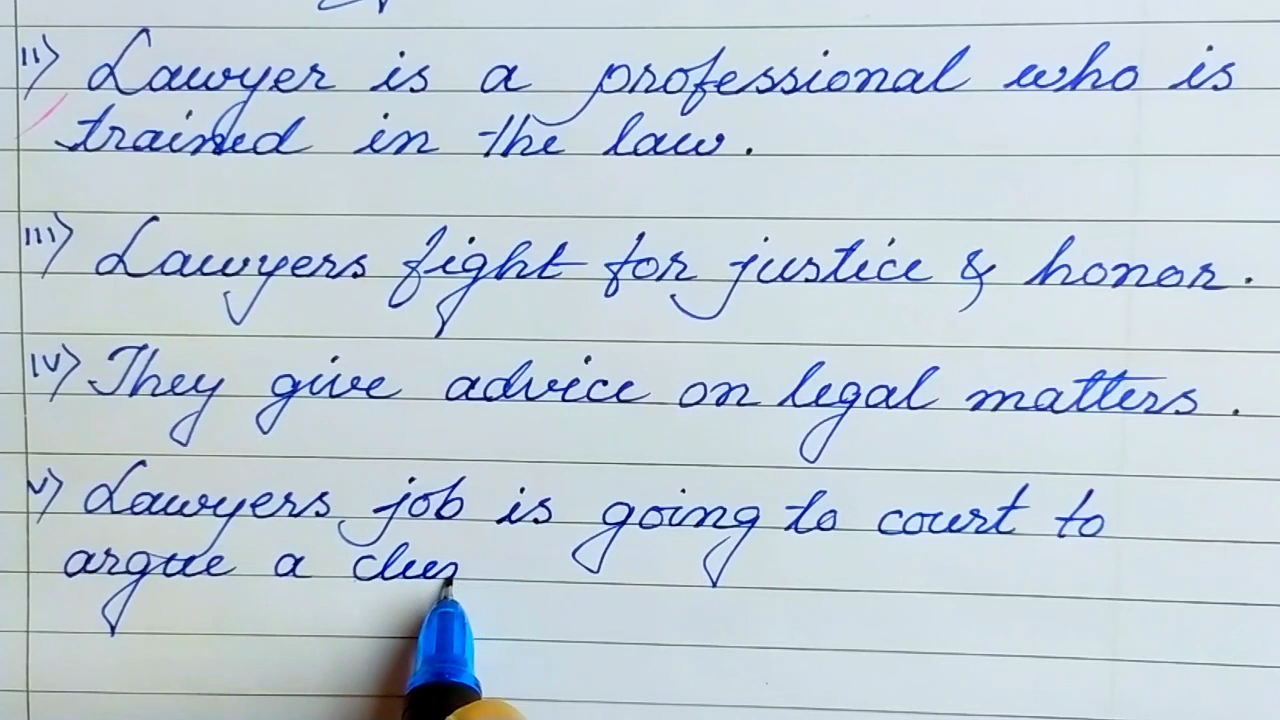 II) Lawyer is a professional who is
trained in the law.
III) Lawyers fight for justice & honor.
IV) They give advice on legal matters.
V) Lawyers job is going to court to
argue a